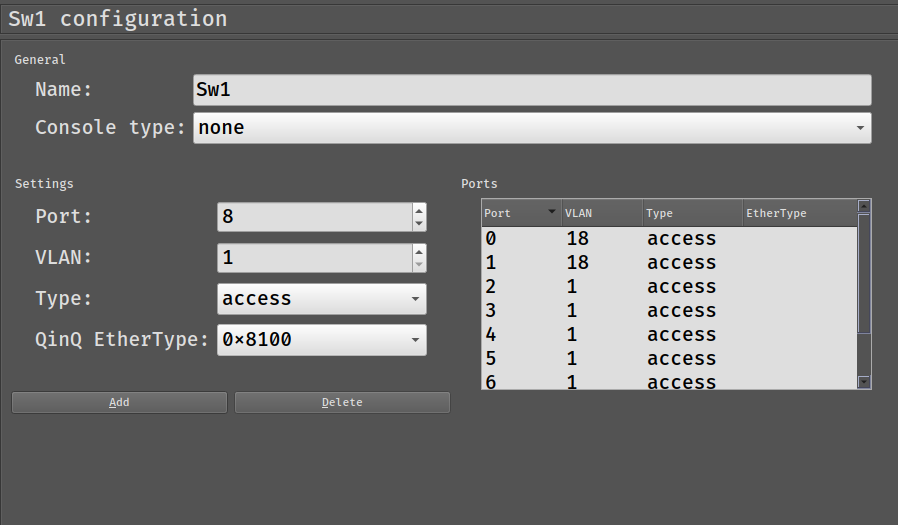 Sw1 configuration
General
Name: Sw1
Console type: none
Settings
Port: 8
VLAN: 1
Type: access
QinQ EtherType: 0×8100
Add Delete
Ports
Port VLAN Type EtherType
0 18 access
1 18 access
2 1 access
3 1 access
4 1 access
5 1 access
6 1 access